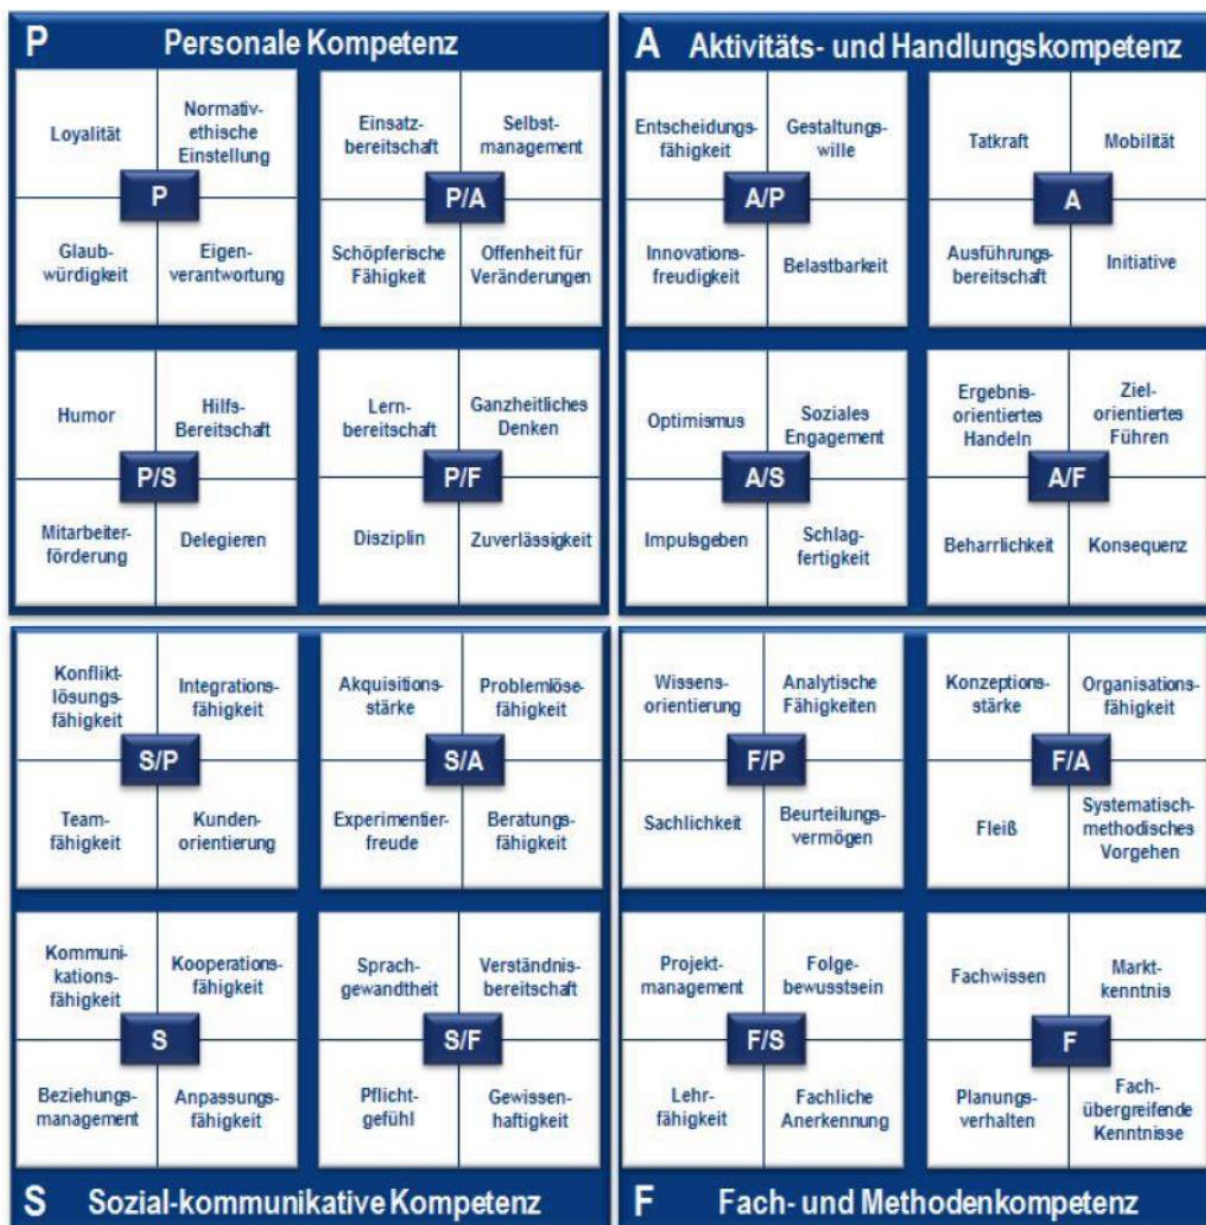 P Personale Kompetenz
Loyalität
Normativ-
ethische
Einstellung
P
Glaub-
würdigkeit
Eigen-
verantwortung
Einsatz-
bereitschaft
Selbst-
management
P/A
Schöpferische
Fähigkeit
Offenheit für
Veränderungen
Humor
Hilfs-
Bereitschaft
P/S
Mitarbeiter-
förderung
Delegieren
Lern-
bereitschaft
Ganzheitliches
Denken
P/F
Disziplin
Zuverlässigkeit
A Aktivitäts- und Handlungskompetenz
Entscheidungs-
fähigkeit
Gestaltungs-
wille
A/P
Innovations-
freudigkeit
Belastbarkeit
Tatkraft
Mobilität
A
Ausführungs-
bereitschaft
Initiative
Optimismus
Soziales
Engagement
A/S
Impulsgeben
Schlag-
fertigkeit
Ergebnis-
orientiertes
Handeln
Ziel-
orientiertes
Führen
A/F
Beharrlichkeit
Konsequenz
Konflikt-
lösungs-
fähigkeit
Integrations-
fähigkeit
S/P
Team-
fähigkeit
Kunden-
orientierung
Akquisitions-
stärke
Problemlöse-
fähigkeit
S/A
Experimentier-
freude
Beratungs-
fähigkeit
Kommuni-
kations-
fähigkeit
Kooperations-
fähigkeit
S
Beziehungs-
management
Anpassungs-
fähigkeit
Sprach-
gewandtheit
Verständnis-
bereitschaft
S/F
Pflicht-
gefühl
Gewissen-
haftigkeit
S Sozial-kommunikative Kompetenz
Wissens-
orientierung
Analytische
Fähigkeiten
F/P
Sachlichkeit
Beurteilungs-
vermögen
Konzeptions-
stärke
Organisations-
fähigkeit
F/A
Fleiß
Systematisch-
methodisches
Vorgehen
Projekt-
management
Folge-
bewusstsein
F/S
Lehr-
fähigkeit
Fachliche
Anerkennung
Fachwissen
Markt-
kenntnis
F
Planungs-
verhalten
Fach-
übergreifende
Kenntnisse
F Fach- und Methodenkompetenz